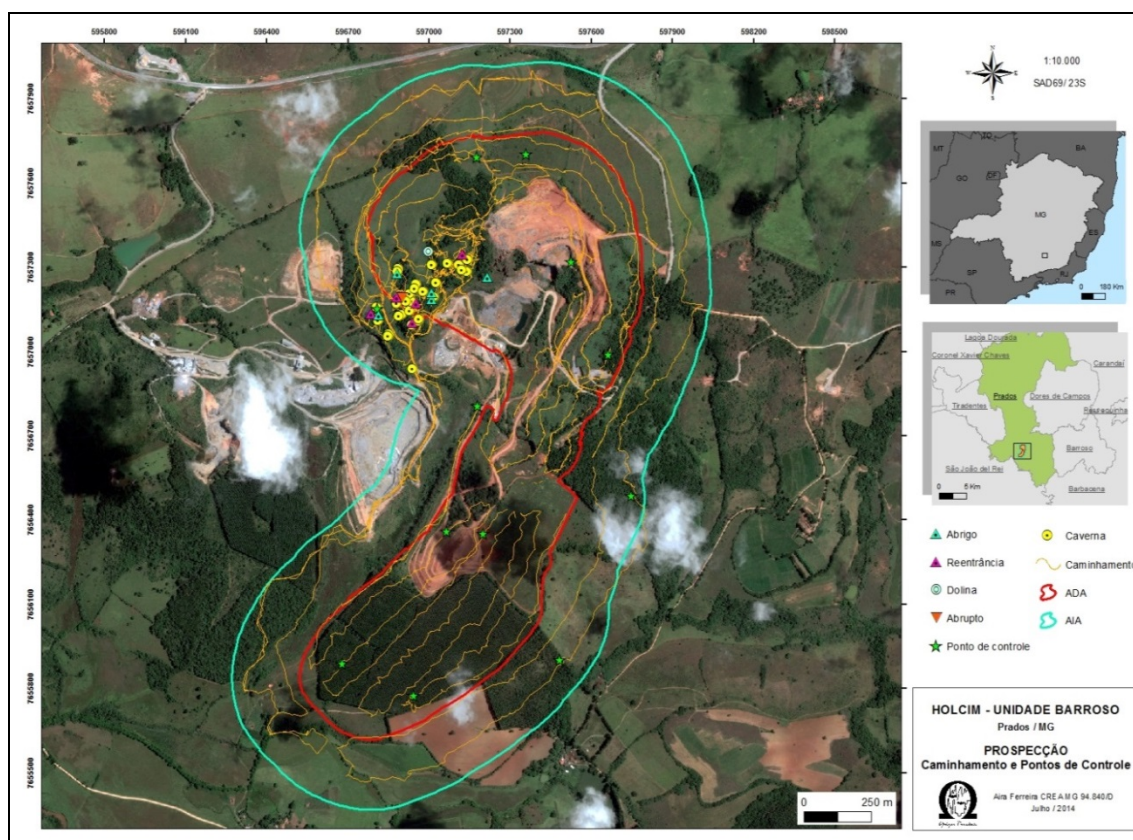 595800 596100 596400 596700 597000 597300 597600 597900 598200 598500
7657900
7657600
7657300
7657000
7656700
7656400
7656100
7655800
7655500
250 m
0
1:10.000
SAD69/ 23S
MT
TO
BA
GO
DF
MG
MS
ES
SP
RJ
PR
0 180 Km
Lagoa Dourada
Coronel Xavier Chaves
Carandaí
Prados
Dores de Campos
Tiradentes
Barroso
São João del Rei
Barbacena
0 5 Km
Abrigo
Caverna
Reentrância
Caminhamento
Dolina
ADA
Abrupto
AIA
Ponto de controle
HOLCIM - UNIDADE BARROSO
Prados / MG
PROSPECÇÃO
Caminhamento e Pontos de Controle
Aira Ferreira CREA MG 94.840/D
Julho / 2014